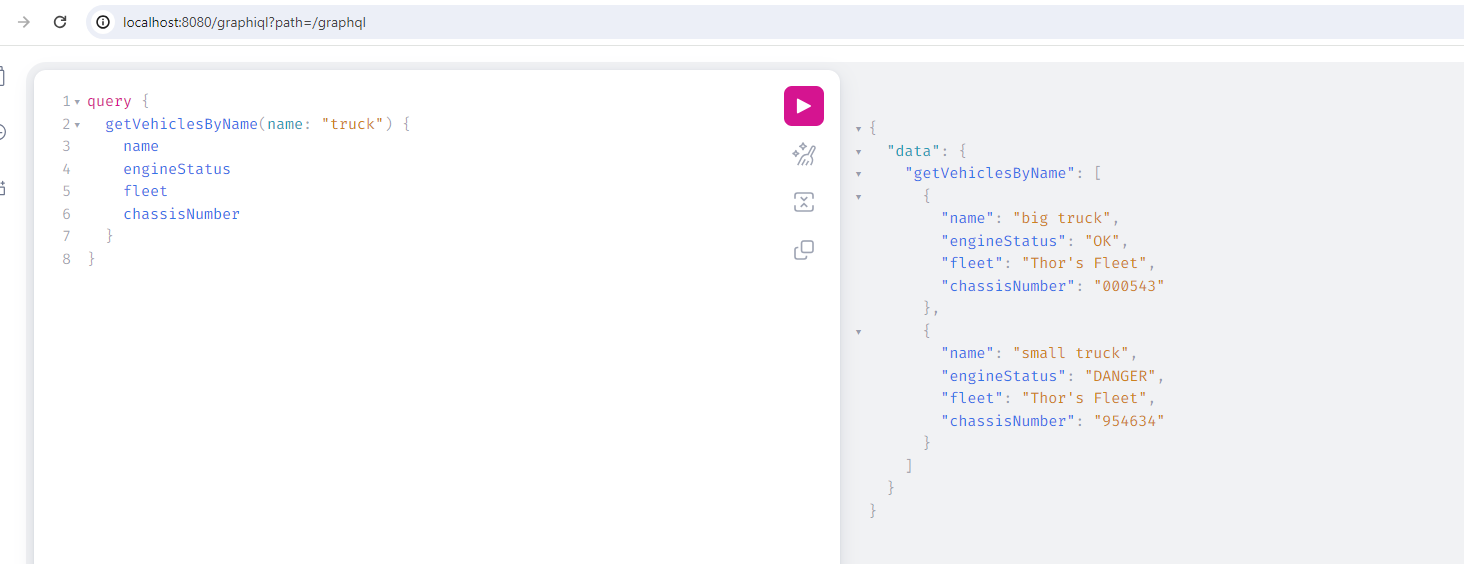 localhost:8080/graphiql?path=/graphql
1 query {
2 getVehiclesByName(name: "truck") {
3 name
4 engineStatus
5 fleet
6 chassisNumber
7 }
8 }
{
"data": {
"getVehiclesByName": [
{
"name": "big truck",
"engineStatus": "OK",
"fleet": "Thor's Fleet",
"chassisNumber": "000543"
},
{
"name": "small truck",
"engineStatus": "DANGER",
"fleet": "Thor's Fleet",
"chassisNumber": "954634"
}
]
}
}